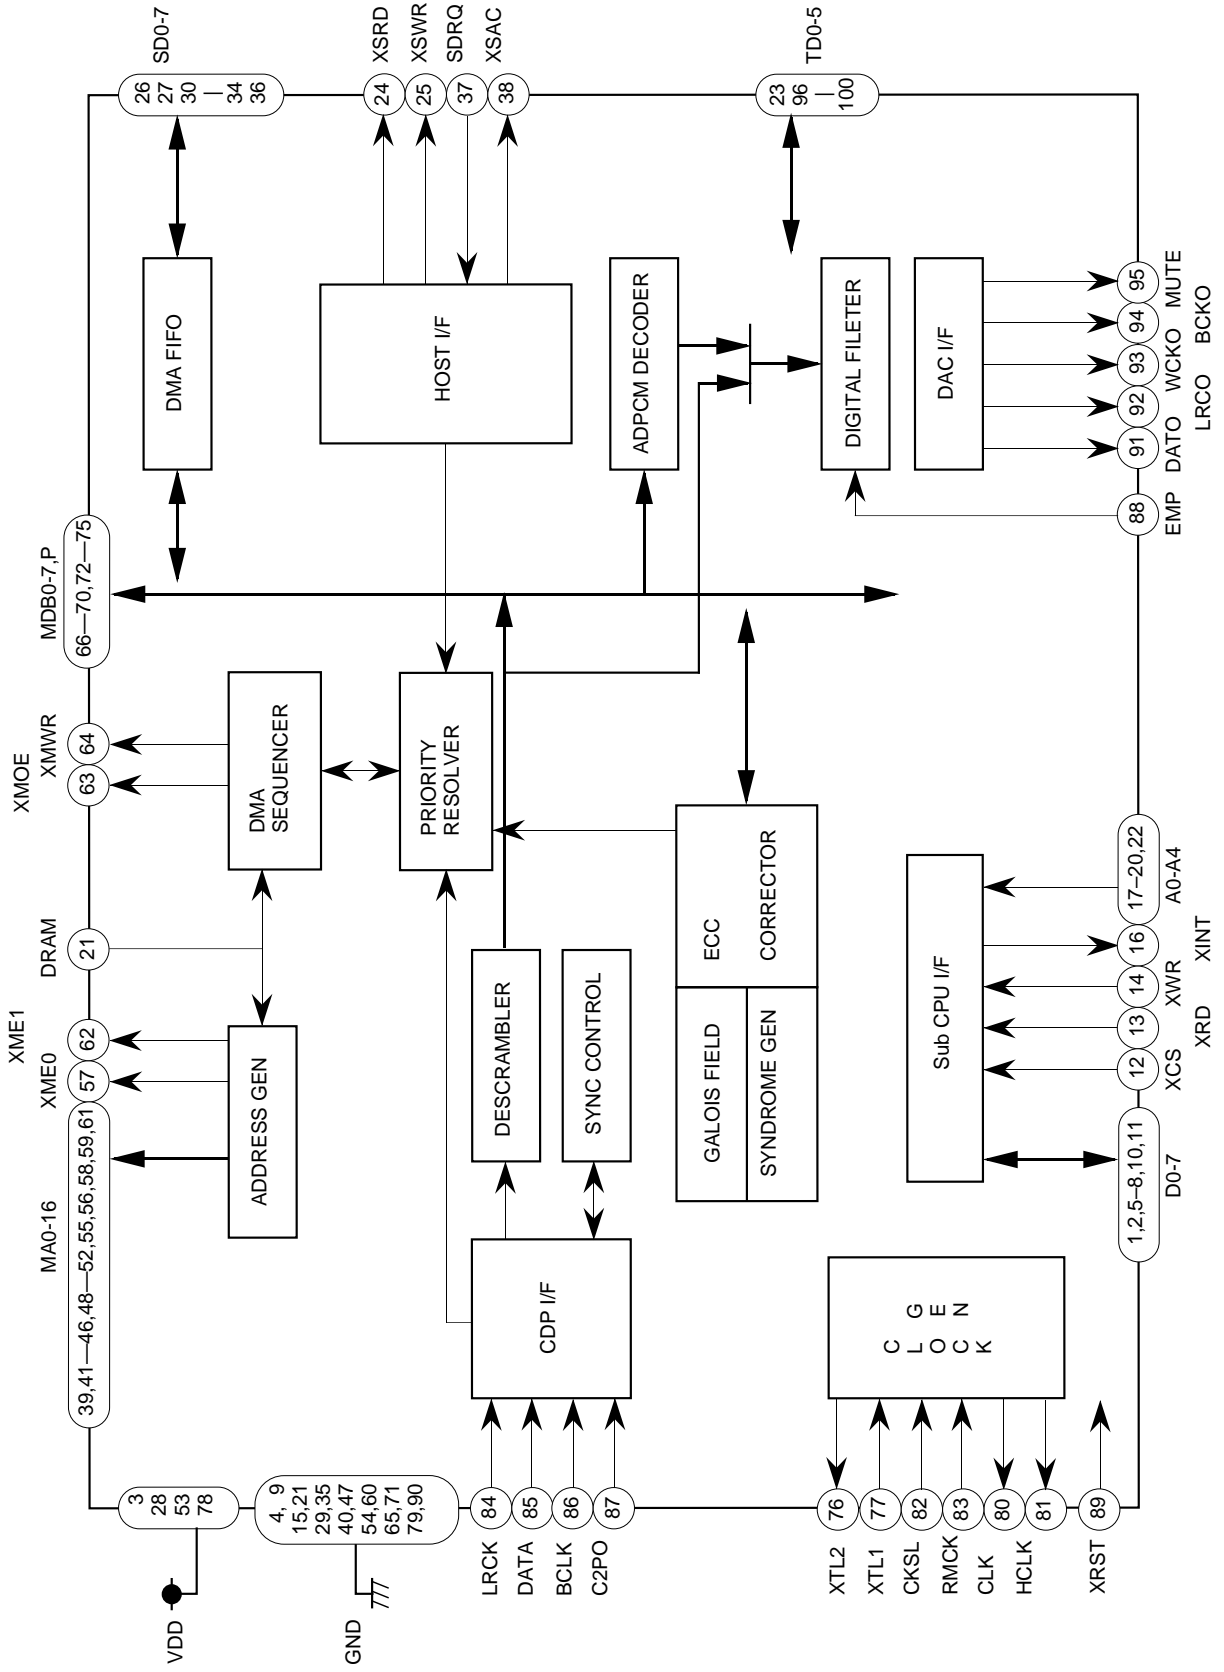 VDD
3
28
53
78
GND
4, 9
15,21
29,35
40,47
54,60
65,71
79,90
MA0-16
39,41—46,48—52,55,56,58,59,61
XME0
57
XME1
62
DRAM
21
XMOE
63
XMWR
64
MDB0-7,P
66—70,72—75
SD0-7
26
27
30
|
34
36
ADDRESS GEN
DMA
SEQUENCER
DMA FIFO
XSRD
24
XSWR
25
SDRQ
37
XSAC
38
PRIORITY
RESOLVER
HOST I/F
LRCK
84
DATA
85
BCLK
86
C2PO
87
CDP I/F
DESCRAMBLER
SYNC CONTROL
ADPCM DECODER
GALOIS FIELD
SYNDROME GEN
ECC
CORRECTOR
TD0-5
23
96
|
100
DIGITAL FILETER
DAC I/F
XTL2
76
XTL1
77
CKSL
82
RMCK
83
CLK
80
HCLK
81
XRST
89
CLOCK
GEN
Sub CPU I/F
1,2,5–8,10,11
D0-7
12
XCS
13
XRD
14
XWR
16
XINT
17–20,22
A0-A4
88
EMP
91
DATO
92
LRCO
93
WCKO
94
BCKO
95
MUTE